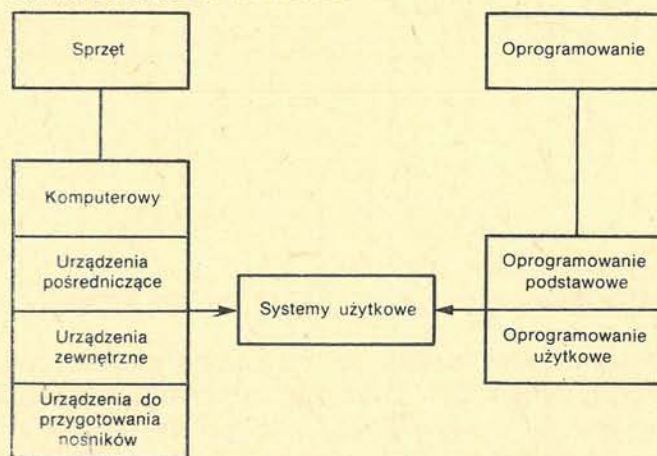 Sprzęt
Oprogramowanie
Komputerowy
Urządzenia
pośredniczące
Urządzenia
zewnętrzne
Urządzenia do
przygotowania
nośników
Systemy użytkowe
Oprogramowanie
podstawowe
Oprogramowanie
użytkowe